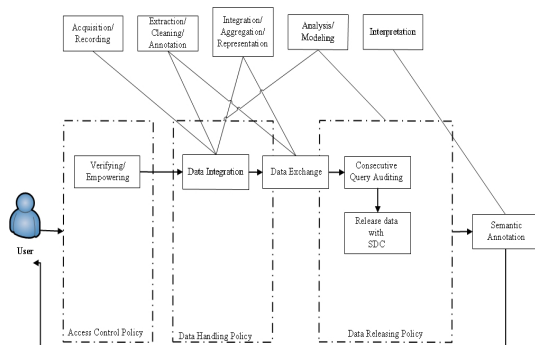 Acquisition/
Recording
Extraction/
Cleaning/
Annotation
Integration/
Aggregation/
Representation
Analysis/
Modeling
Interpretation
Verifying/
Empowering
Data Integration
Data Exchange
Consecutive
Query Auditing
Release data
with
SDC
Semantic
Annotation
User
Access Control Policy
Data Handling Policy
Data Releasing Policy